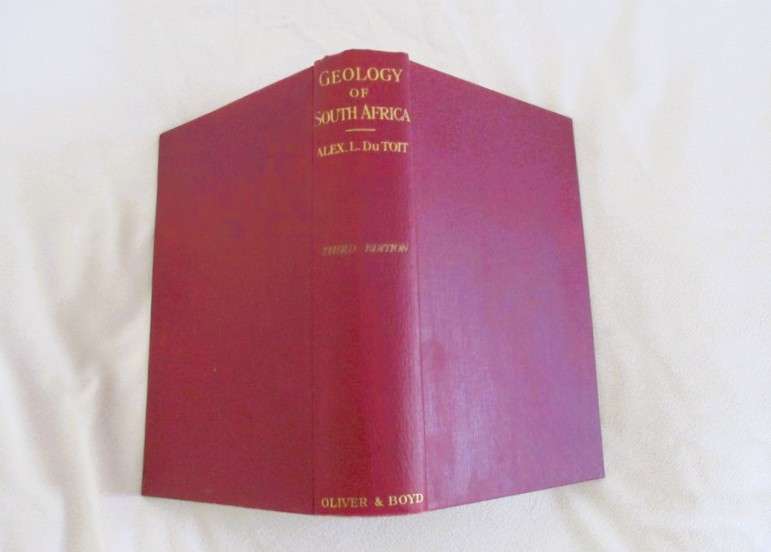 GEOLOGY
OF
SOUTH AFRICA
ALEX. L. DU TOIT
THIRD EDITION
OLIVER & BOYD